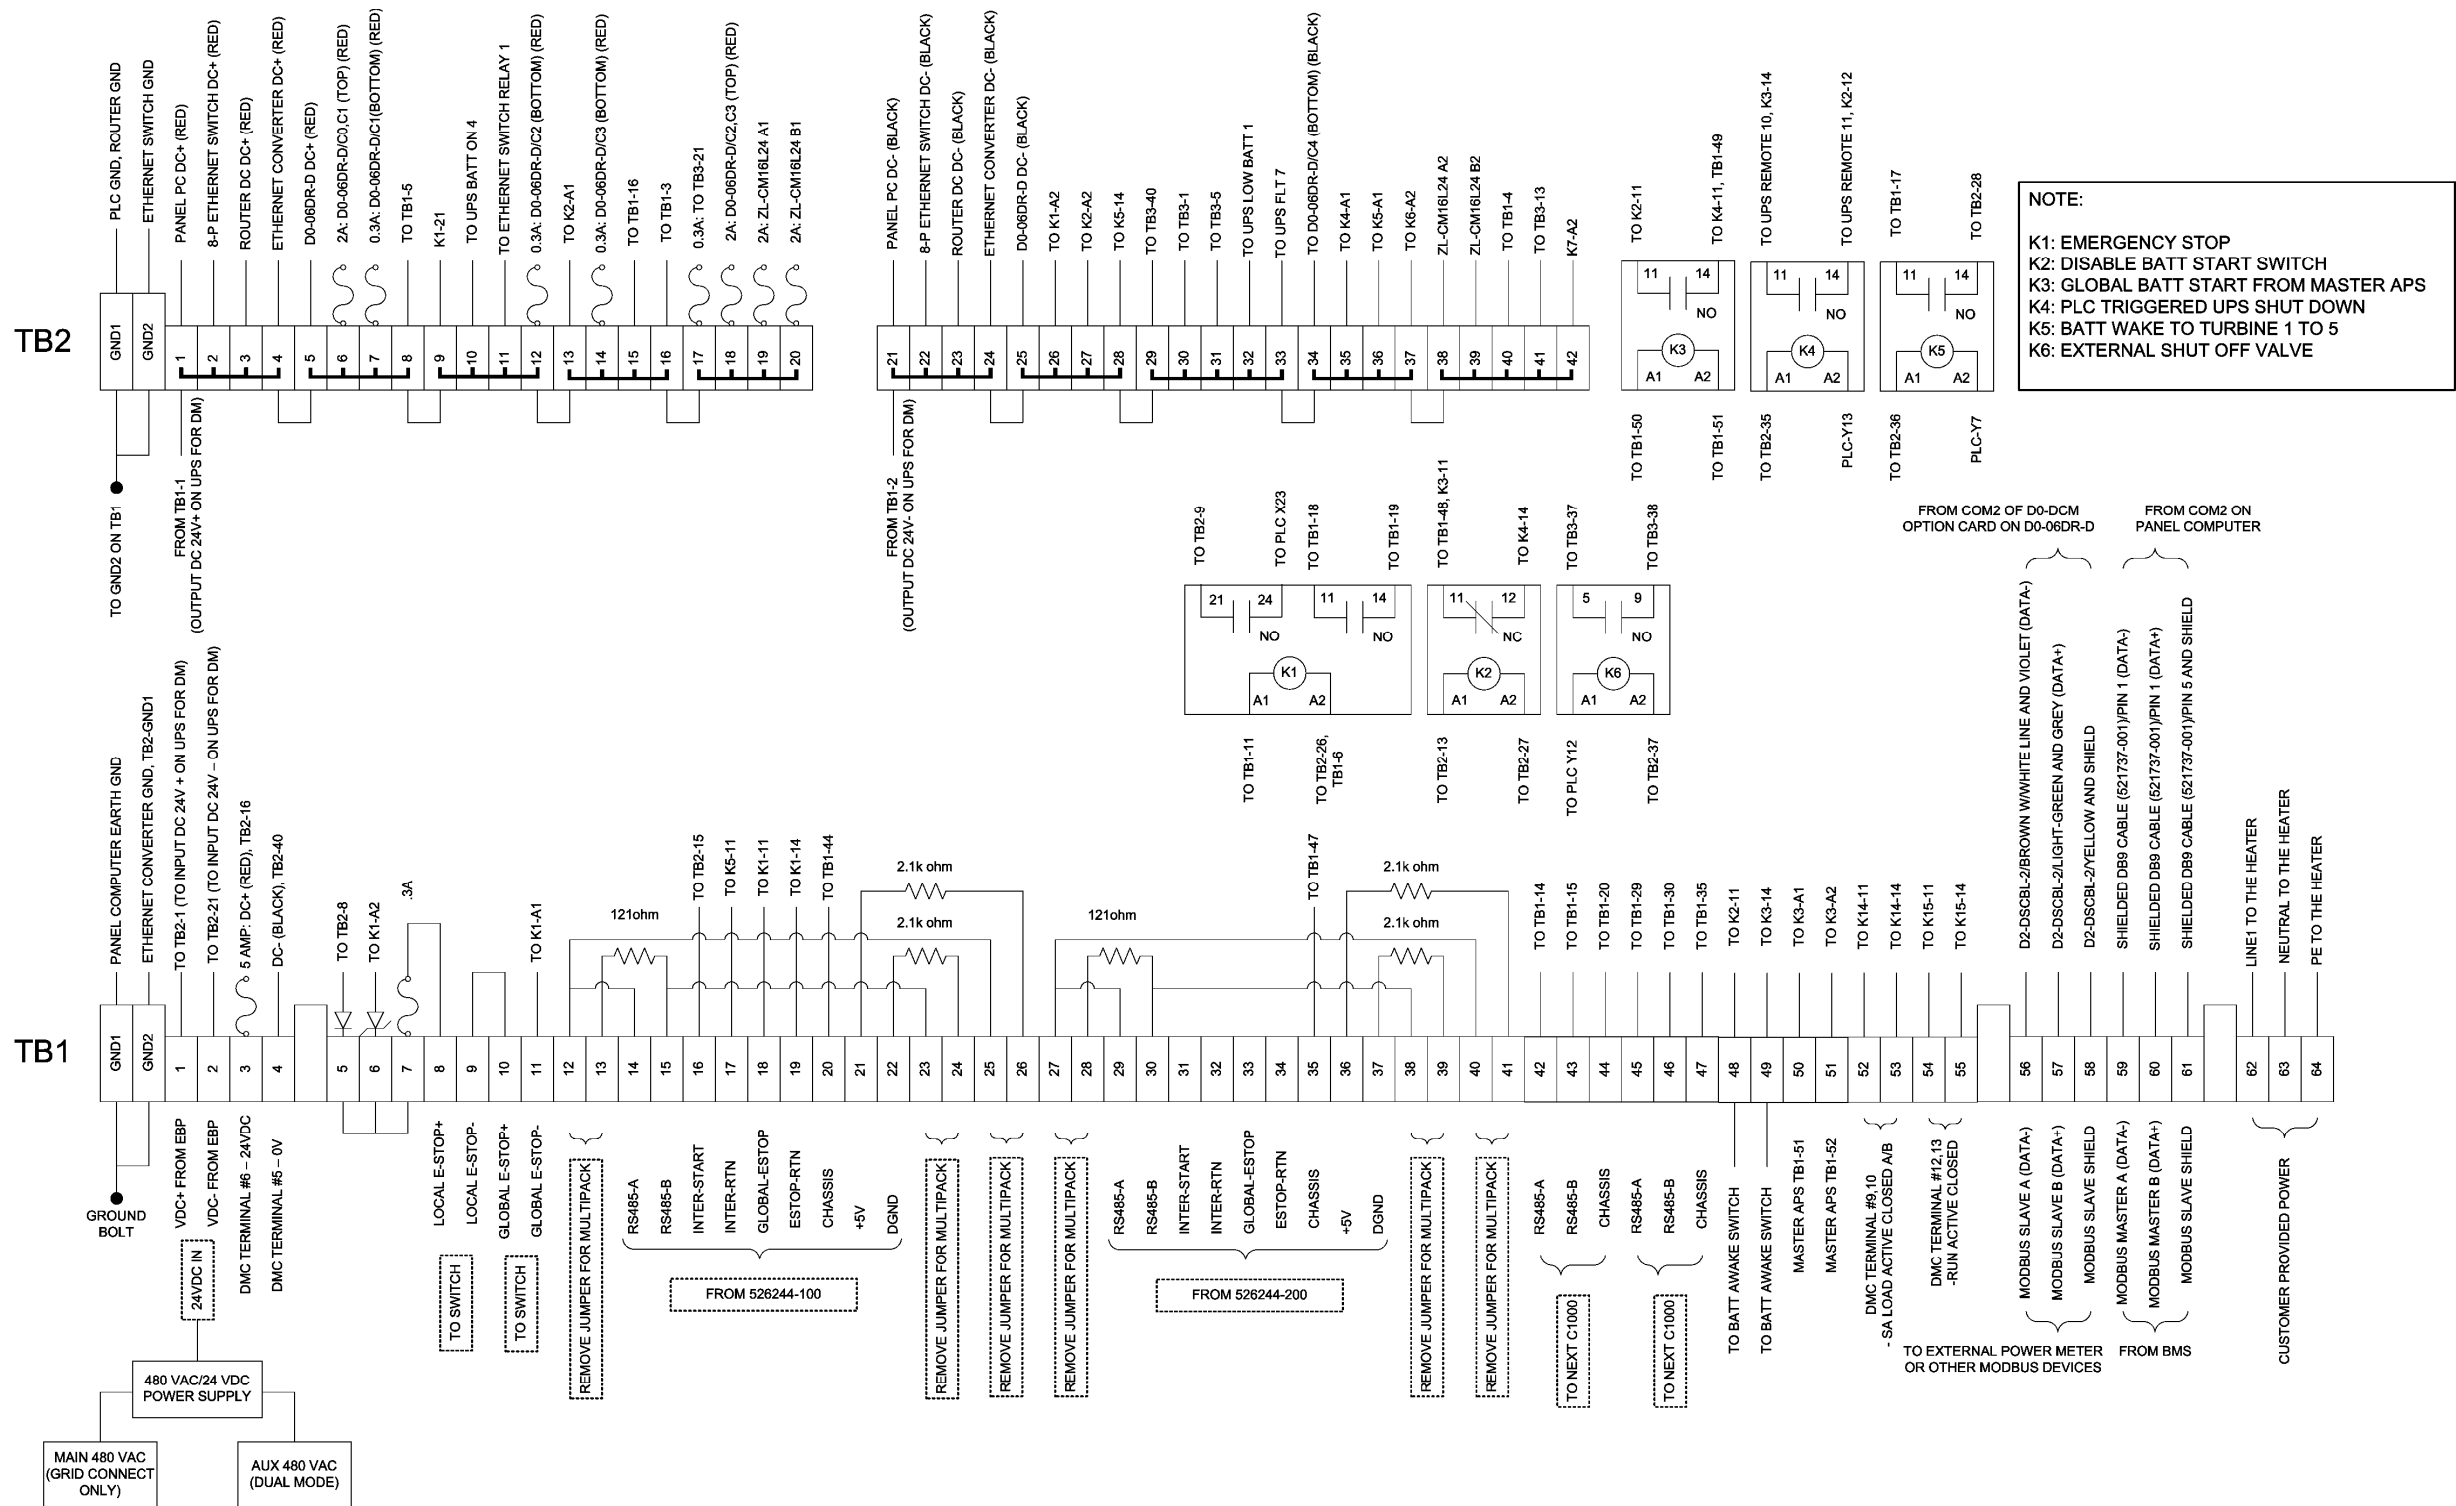 PLC GND, ROUTER GND
ETHERNET SWITCH GND
PANEL PC DC+ (RED)
8-P ETHERNET SWITCH DC+ (RED)
ROUTER DC DC+ (RED)
ETHERNET CONVERTER DC+ (RED)
D0-06DR-D DC+ (RED)
2A: D0-06DR-D/C0,C1 (TOP) (RED)
0.3A: D0-06DR-D/C1(BOTTOM) (RED)
TO TB1-5
K1-21
TO UPS BATT ON 4
TO ETHERNET SWITCH RELAY 1
0.3A: D0-06DR-D/C2 (BOTTOM) (RED)
TO K2-A1
0.3A: D0-06DR-D/C3 (BOTTOM) (RED)
TO TB1-16
TO TB1-3
0.3A: TO TB3-21
2A: D0-06DR-D/C2,C3 (TOP) (RED)
2A: ZL-CM16L24 A1
2A: ZL-CM16L24 B1
PANEL PC DC- (BLACK)
8-P ETHERNET SWITCH DC- (BLACK)
ROUTER DC DC- (BLACK)
ETHERNET CONVERTER DC- (BLACK)
D0-06DR-D DC- (BLACK)
TO K1-A2
TO K2-A2
TO K5-14
TO TB3-40
TO TB3-1
TO TB3-5
TO UPS LOW BATT 1
TO UPS FLT 7
TO D0-06DR-D/C4 (BOTTOM) (BLACK)
TO K4-A1
TO K5-A1
TO K6-A2
ZL-CM16L24 A2
ZL-CM16L24 B2
TO TB1-4
TO TB3-13
K7-A2
TB2
GND1
GND2
1
2
3
4
5
6
7
8
9
10
11
12
13
14
15
16
17
18
19
20
21
22
23
24
25
26
27
28
29
30
31
32
33
34
35
36
37
38
39
40
41
42
TO GND2 ON TB1
FROM TB1-1
(OUTPUT DC 24V+ ON UPS FOR DM)
FROM TB1-2
(OUTPUT DC 24V- ON UPS FOR DM)
TO K2-11
TO K4-11, TB1-49
11
14
NO
K3
A1
A2
TO TB1-50
TO TB1-51
TO UPS REMOTE 10, K3-14
TO UPS REMOTE 11, K2-12
11
14
NO
K4
A1
A2
TO TB2-35
PLC-Y13
TO TB1-17
TO TB2-28
11
14
NO
K5
A1
A2
TO TB2-36
PLC-Y7
NOTE:
K1: EMERGENCY STOP
K2: DISABLE BATT START SWITCH
K3: GLOBAL BATT START FROM MASTER APS
K4: PLC TRIGGERED UPS SHUT DOWN
K5: BATT WAKE TO TURBINE 1 TO 5
K6: EXTERNAL SHUT OFF VALVE
TO TB2-9
TO PLC X23
TO TB1-18
TO TB1-19
21
24
NO
11
14
NO
K1
A1
A2
TO TB1-11
TO TB2-26,
TB1-6
TO TB1-48, K3-11
TO K4-14
11
12
NC
K2
A1
A2
TO TB2-13
TO TB2-27
TO TB3-37
TO TB3-38
5
9
NO
K6
A1
A2
TO PLC Y12
TO TB2-37
FROM COM2 OF D0-DCM
OPTION CARD ON D0-06DR-D
FROM COM2 ON
PANEL COMPUTER
PANEL COMPUTER EARTH GND
ETHERNET CONVERTER GND, TB2-GND1
TO TB2-1 (TO INPUT DC 24V + ON UPS FOR DM)
TO TB2-21 (TO INPUT DC 24V – ON UPS FOR DM)
5 AMP: DC+ (RED), TB2-16
DC- (BLACK), TB2-40
TO TB2-8
TO K1-A2
.3A
TO K1-A1
121ohm
TO TB2-15
TO K5-11
TO K1-11
TO K1-14
TO TB1-44
2.1k ohm
2.1k ohm
121ohm
TO TB1-47
2.1k ohm
2.1k ohm
TO TB1-14
TO TB1-15
TO TB1-20
TO TB1-29
TO TB1-30
TO TB1-35
TO K2-11
TO K3-14
TO K3-A1
TO K3-A2
TO K14-11
TO K14-14
TO K15-11
TO K15-14
D2-DSCBL-2/BROWN W/WHITE LINE AND VIOLET (DATA-)
D2-DSCBL-2/LIGHT-GREEN AND GREY (DATA+)
D2-DSCBL-2/YELLOW AND SHIELD
SHIELDED DB9 CABLE (521737-001)/PIN 1 (DATA-)
SHIELDED DB9 CABLE (521737-001)/PIN 1 (DATA+)
SHIELDED DB9 CABLE (521737-001)/PIN 5 AND SHIELD
LINE1 TO THE HEATER
NEUTRAL TO THE HEATER
PE TO THE HEATER
TB1
GND1
GND2
1
2
3
4
5
6
7
8
9
10
11
12
13
14
15
16
17
18
19
20
21
22
23
24
25
26
27
28
29
30
31
32
33
34
35
36
37
38
39
40
41
42
43
44
45
46
47
48
49
50
51
52
53
54
55
56
57
58
59
60
61
62
63
64
GROUND
BOLT
VDC+ FROM EBP
VDC- FROM EBP
24VDC IN
DMC TERMINAL #6 – 24VDC
DMC TERMINAL #5 – 0V
LOCAL E-STOP+
LOCAL E-STOP-
TO SWITCH
GLOBAL E-STOP+
GLOBAL E-STOP-
TO SWITCH
REMOVE JUMPER FOR MULTIPACK
RS485-A
RS485-B
INTER-START
INTER-RTN
GLOBAL-ESTOP
ESTOP-RTN
CHASSIS
+5V
DGND
FROM 526244-100
REMOVE JUMPER FOR MULTIPACK
REMOVE JUMPER FOR MULTIPACK
REMOVE JUMPER FOR MULTIPACK
RS485-A
RS485-B
INTER-START
INTER-RTN
GLOBAL-ESTOP
ESTOP-RTN
CHASSIS
+5V
DGND
FROM 526244-200
REMOVE JUMPER FOR MULTIPACK
REMOVE JUMPER FOR MULTIPACK
RS485-A
RS485-B
CHASSIS
TO NEXT C1000
RS485-A
RS485-B
CHASSIS
TO NEXT C1000
TO BATT AWAKE SWITCH
TO BATT AWAKE SWITCH
MASTER APS TB1-51
MASTER APS TB1-52
DMC TERMINAL #9,10
- SA LOAD ACTIVE CLOSED A/B
DMC TERMINAL #12,13
-RUN ACTIVE CLOSED
MODBUS SLAVE A (DATA-)
MODBUS SLAVE B (DATA+)
MODBUS SLAVE SHIELD
TO EXTERNAL POWER METER
OR OTHER MODBUS DEVICES
MODBUS MASTER A (DATA-)
MODBUS MASTER B (DATA+)
MODBUS SLAVE SHIELD
FROM BMS
CUSTOMER PROVIDED POWER
480 VAC/24 VDC
POWER SUPPLY
MAIN 480 VAC
(GRID CONNECT
ONLY)
AUX 480 VAC
(DUAL MODE)